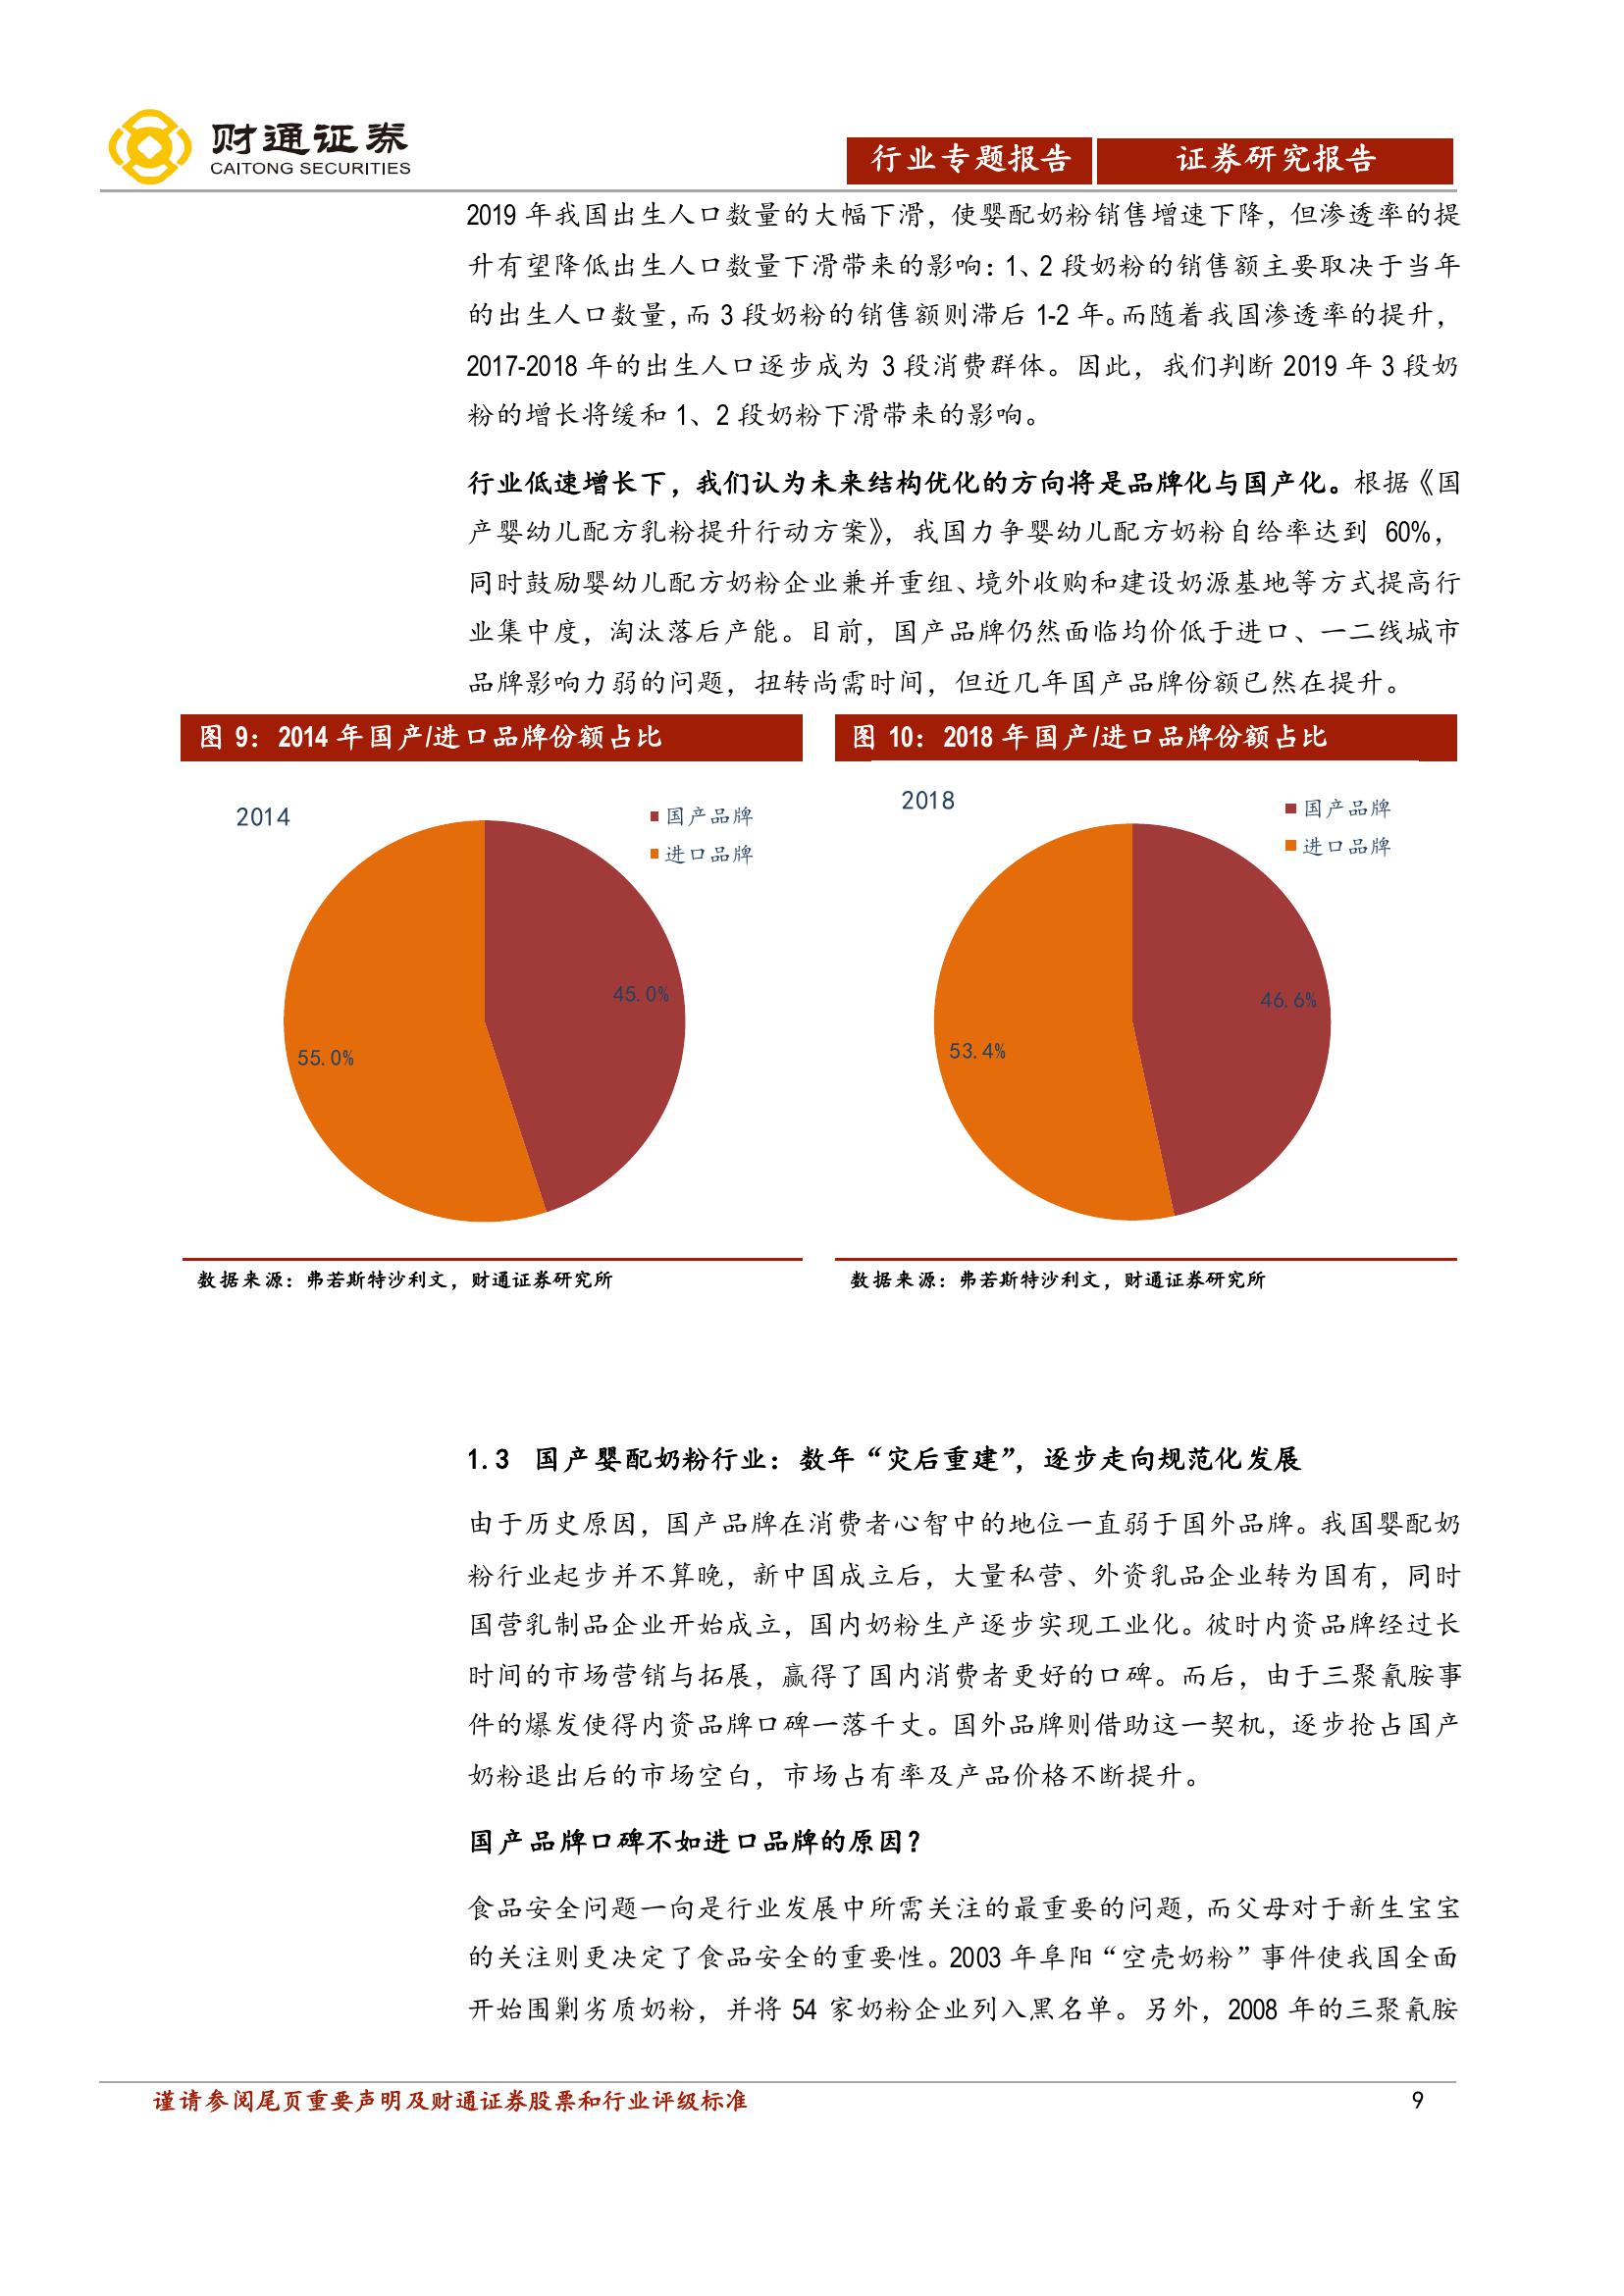 财通证券
CAITONG SECURITIES
行业专题报告
证券研究报告
2019 年我国出生人口数量的大幅下滑，使婴配奶粉销售增速下降，但渗透率的提
升有望降低出生人口数量下滑带来的影响：1、2 段奶粉的销售额主要取决于当年
的出生人口数量，而 3 段奶粉的销售额则滞后 1-2 年。而随着我国渗透率的提升，
2017-2018 年的出生人口逐步成为 3 段消费群体。因此，我们判断 2019 年 3 段奶
粉的增长将缓和 1、2 段奶粉下滑带来的影响。
行业低速增长下，我们认为未来结构优化的方向将是品牌化与国产化。根据《国
产婴幼儿配方乳粉提升行动方案》，我国力争婴幼儿配方奶粉自给率达到 60%，
同时鼓励婴幼儿配方奶粉企业兼并重组、境外收购和建设奶源基地等方式提高行
业集中度，淘汰落后产能。目前，国产品牌仍然面临均价低于进口、一二线城市
品牌影响力弱的问题，扭转尚需时间，但近几年国产品牌份额已然在提升。
图 9：2014 年国产/进口品牌份额占比
2014
国产品牌
进口品牌
45.0%
55.0%
数据来源：弗若斯特沙利文，财通证券研究所
图 10：2018 年国产/进口品牌份额占比
2018
国产品牌
进口品牌
46.6%
53.4%
数据来源：弗若斯特沙利文，财通证券研究所
1.3 国产婴配奶粉行业：数年“灾后重建”，逐步走向规范化发展
由于历史原因，国产品牌在消费者心智中的地位一直弱于国外品牌。我国婴配奶
粉行业起步并不算晚，新中国成立后，大量私营、外资乳品企业转为国有，同时
国营乳制品企业开始成立，国内奶粉生产逐步实现工业化。彼时内资品牌经过长
时间的市场营销与拓展，赢得了国内消费者更好的口碑。而后，由于三聚氰胺事
件的爆发使得内资品牌口碑一落千丈。国外品牌则借助这一契机，逐步抢占国产
奶粉退出后的市场空白，市场占有率及产品价格不断提升。
国产品牌口碑不如进口品牌的原因？
食品安全问题一向是行业发展中所需关注的最重要的问题，而父母对于新生宝宝
的关注则更决定了食品安全的重要性。2003 年阜阳“空壳奶粉”事件使我国全面
开始围剿劣质奶粉，并将 54 家奶粉企业列入黑名单。另外，2008 年的三聚氰胺
谨请参阅尾页重要声明及财通证券股票和行业评级标准
9